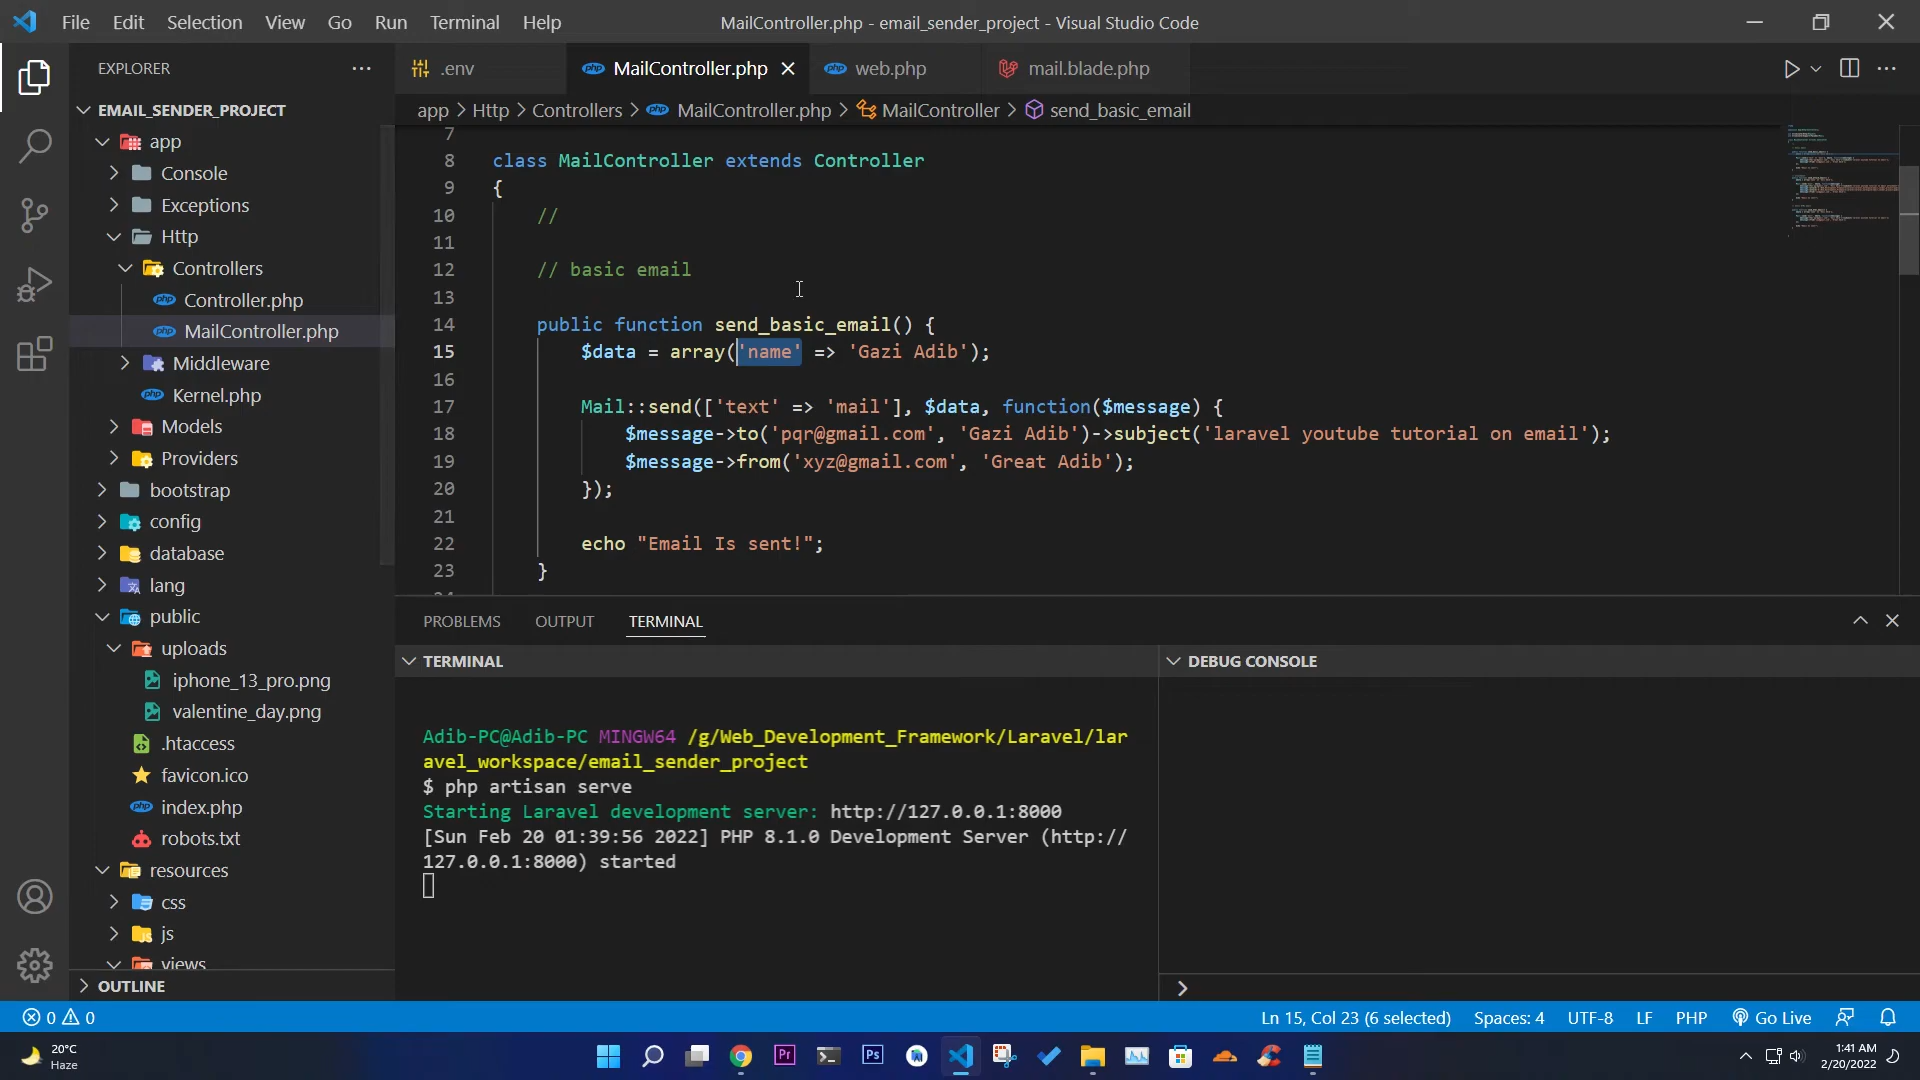 File Edit Selection View Go Run Terminal Help
MailController.php - email_sender_project - Visual Studio Code
EXPLORER
.env
php MailController.php
php web.php
mail.blade.php
EMAIL_SENDER_PROJECT
app
Console
Exceptions
Http
Controllers
php Controller.php
php MailController.php
Middleware
php Kernel.php
Models
Providers
bootstrap
config
database
lang
public
uploads
iphone_13_pro.png
valentine_day.png
.htaccess
favicon.ico
php index.php
robots.txt
resources
css
js
views
OUTLINE
app > Http > Controllers > php MailController.php > MailController > send_basic_email
7
8 class MailController extends Controller
9 {
10 //
11
12 // basic email
13
14 public function send_basic_email() {
15 $data = array('name' => 'Gazi Adib');
16
17 Mail::send(['text' => 'mail'], $data, function($message) {
18 $message->to('pqr@gmail.com', 'Gazi Adib')->subject('laravel youtube tutorial on email');
19 $message->from('xyz@gmail.com', 'Great Adib');
20 });
21
22 echo "Email Is sent!";
23 }
PROBLEMS OUTPUT TERMINAL
TERMINAL
DEBUG CONSOLE
Adib-PC@Adib-PC MINGW64 /g/Web_Development_Framework/Laravel/lar
avel_workspace/email_sender_project
$ php artisan serve
Starting Laravel development server: http://127.0.0.1:8000
[Sun Feb 20 01:39:56 2022] PHP 8.1.0 Development Server (http://
127.0.0.1:8000) started
0 0
Ln 15, Col 23 (6 selected) Spaces: 4 UTF-8 LF PHP Go Live
20°C
Haze
Pr
Ps
1:41 AM
2/20/2022